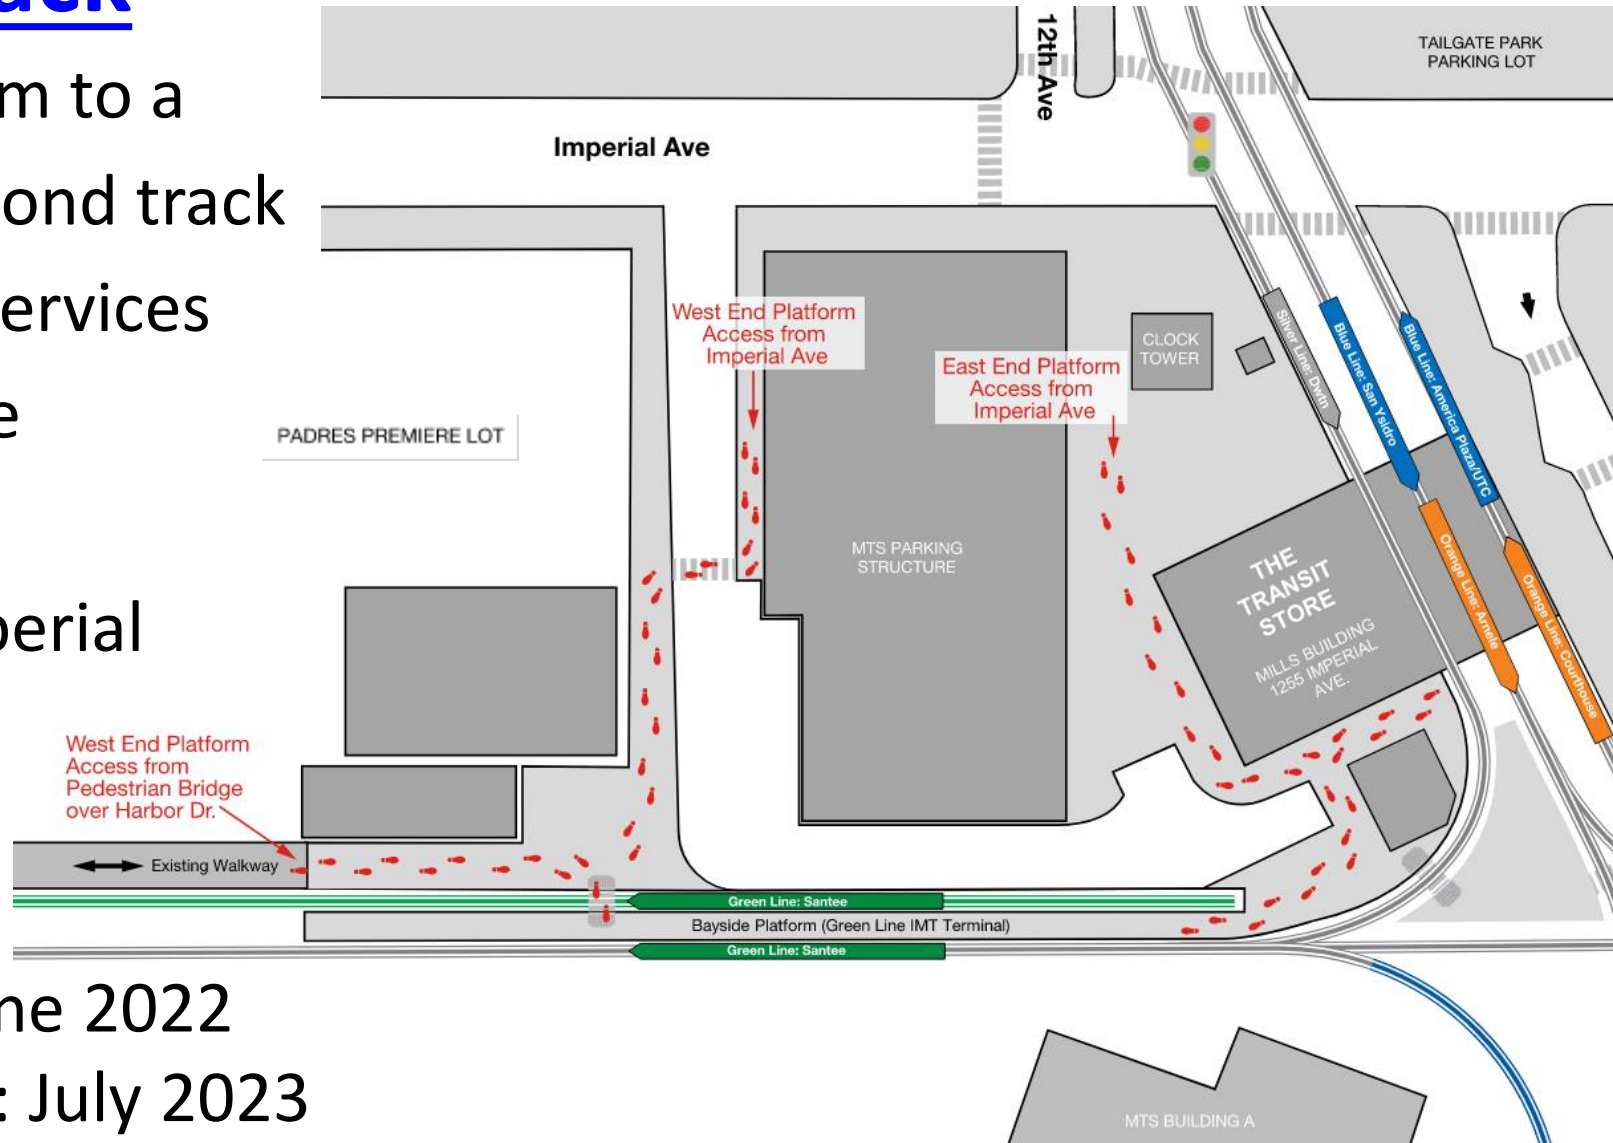 m to a
ond track
ervices
e
perial
ne 2022
: July 2023
12th Ave
TAILGATE PARK
PARKING LOT
Imperial Ave
West End Platform
Access from
Imperial Ave
East End Platform
Access from
Imperial Ave
CLOCK
TOWER
Silver Line: Dwtn
Blue Line: San Ysidro
Blue Line: America Plaza/UTC
Orange Line: Arnele
Orange Line: Courthouse
PADRES PREMIERE LOT
MTS PARKING
STRUCTURE
THE
TRANSIT
STORE
MILLS BUILDING
1255 IMPERIAL
AVE.
West End Platform
Access from
Pedestrian Bridge
over Harbor Dr.
Existing Walkway
Green Line: Santee
Bayside Platform (Green Line IMT Terminal)
Green Line: Santee
MTS BUILDING A